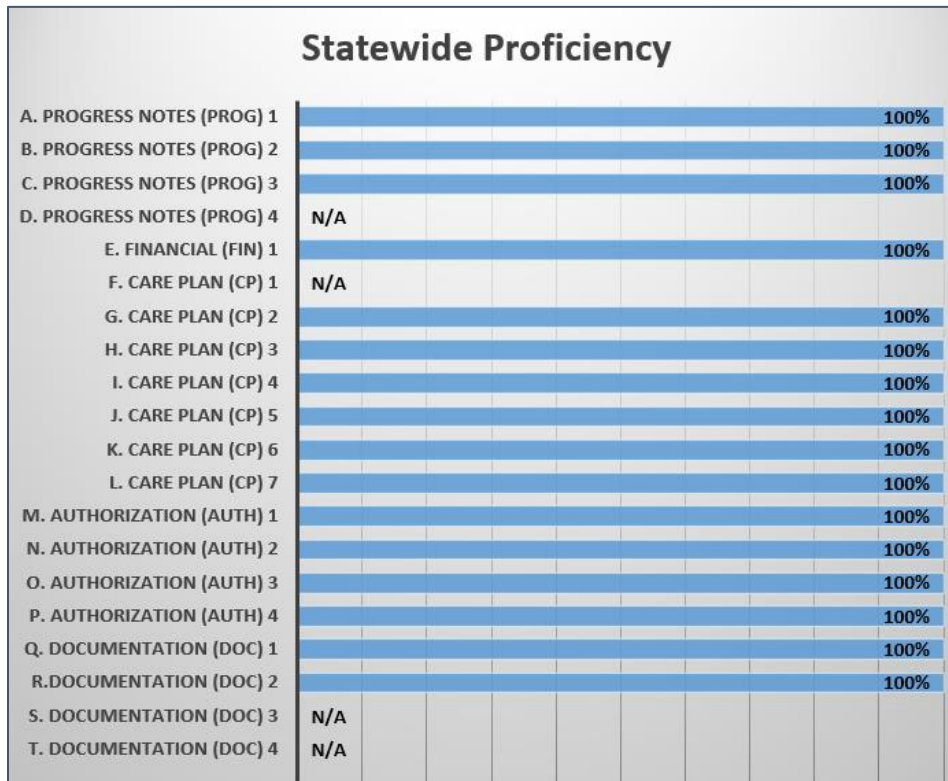 Statewide Proficiency
A. PROGRESS NOTES (PROG) 1 100%
B. PROGRESS NOTES (PROG) 2 100%
C. PROGRESS NOTES (PROG) 3 100%
D. PROGRESS NOTES (PROG) 4 N/A
E. FINANCIAL (FIN) 1 100%
F. CARE PLAN (CP) 1 N/A
G. CARE PLAN (CP) 2 100%
H. CARE PLAN (CP) 3 100%
I. CARE PLAN (CP) 4 100%
J. CARE PLAN (CP) 5 100%
K. CARE PLAN (CP) 6 100%
L. CARE PLAN (CP) 7 100%
M. AUTHORIZATION (AUTH) 1 100%
N. AUTHORIZATION (AUTH) 2 100%
O. AUTHORIZATION (AUTH) 3 100%
P. AUTHORIZATION (AUTH) 4 100%
Q. DOCUMENTATION (DOC) 1 100%
R.DOCUMENTATION (DOC) 2 100%
S. DOCUMENTATION (DOC) 3 N/A
T. DOCUMENTATION (DOC) 4 N/A